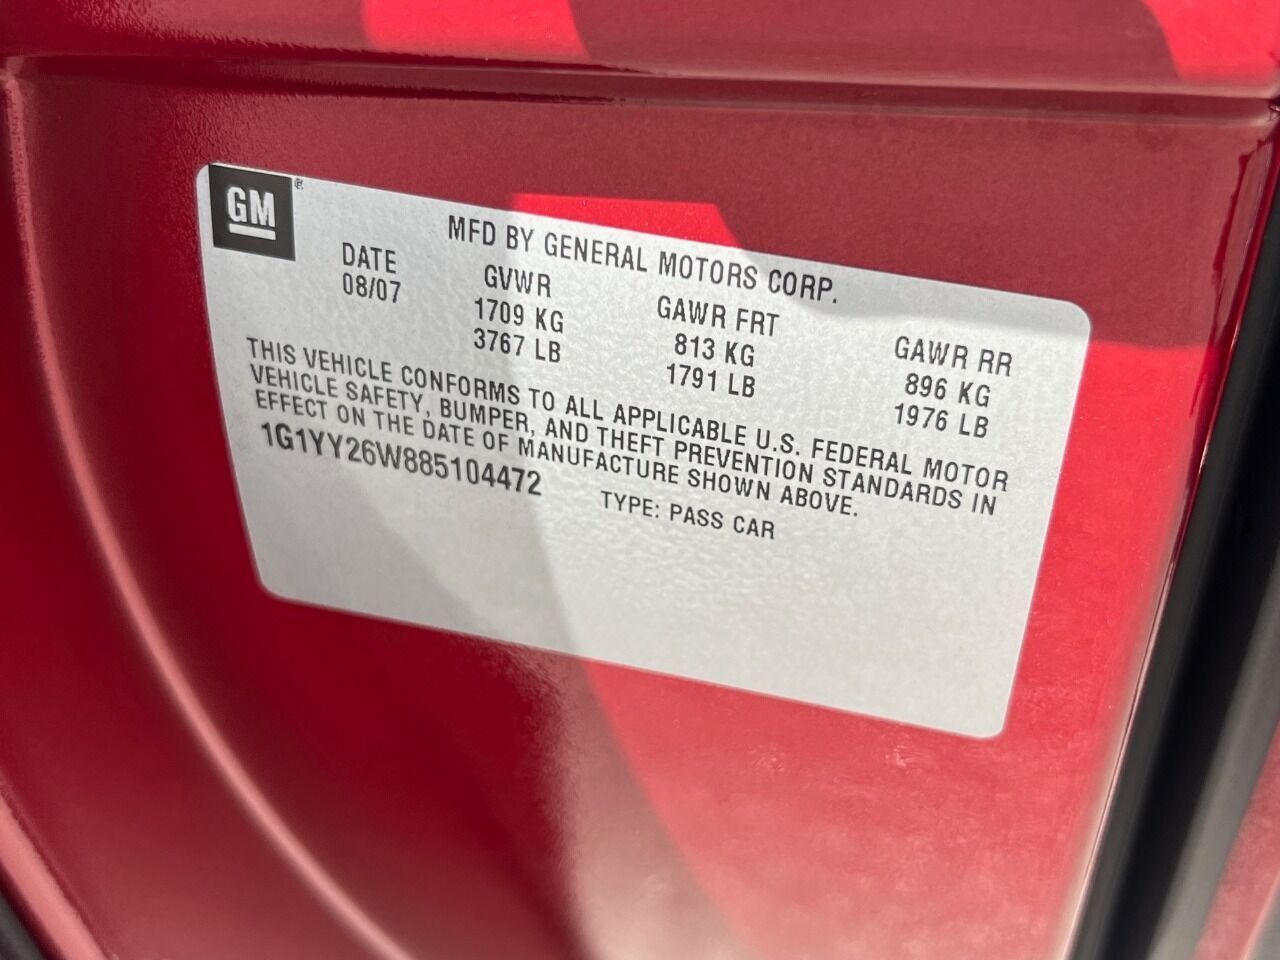 GM ®
MFD BY GENERAL MOTORS CORP.
DATE GVWR GAWR FRT GAWR RR
08/07 1709 KG 813 KG 896 KG
3767 LB 1791 LB 1976 LB
THIS VEHICLE CONFORMS TO ALL APPLICABLE U.S. FEDERAL MOTOR
VEHICLE SAFETY, BUMPER, AND THEFT PREVENTION STANDARDS IN
EFFECT ON THE DATE OF MANUFACTURE SHOWN ABOVE.
1G1YY26W885104472 TYPE: PASS CAR